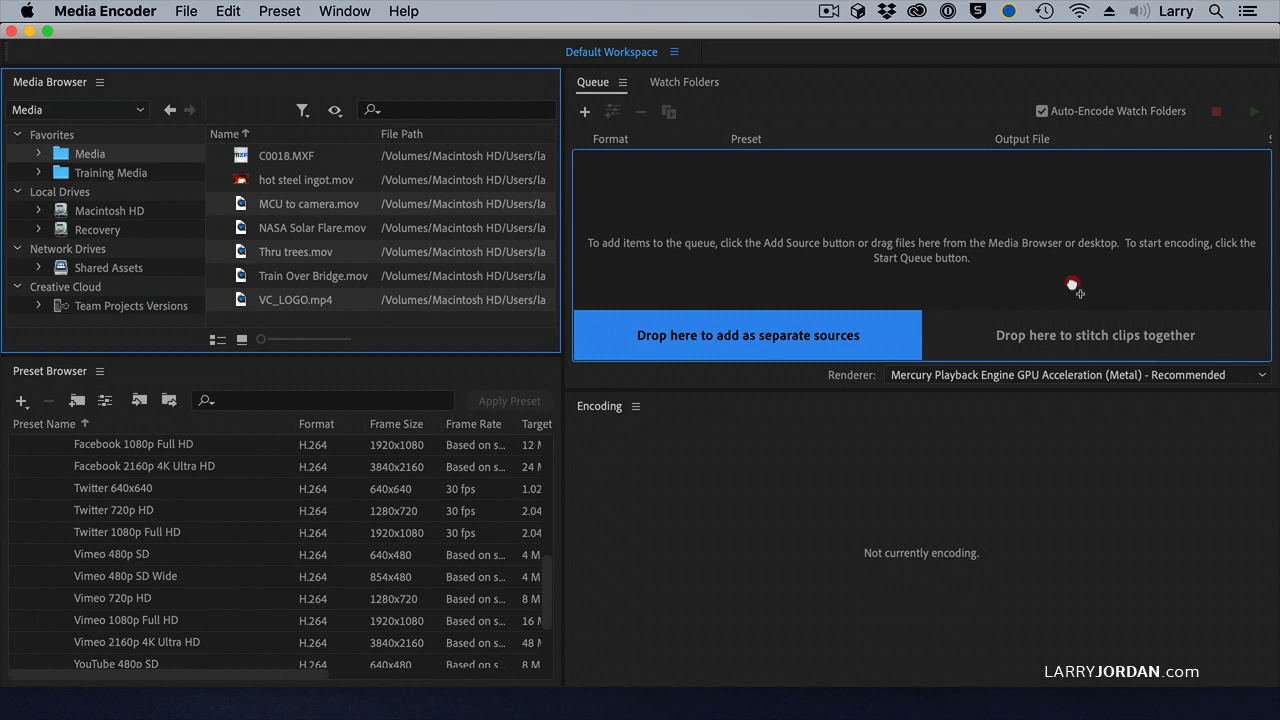 Media Encoder File Edit Preset Window Help Larry
Default Workspace
Media Browser
Media
Favorites
Media
Training Media
Local Drives
Macintosh HD
Recovery
Network Drives
Shared Assets
Creative Cloud
Team Projects Versions
Name File Path
C0018.MXF /Volumes/Macintosh HD/Users/la
hot steel ingot.mov /Volumes/Macintosh HD/Users/la
MCU to camera.mov /Volumes/Macintosh HD/Users/la
NASA Solar Flare.mov /Volumes/Macintosh HD/Users/la
Thru trees.mov /Volumes/Macintosh HD/Users/la
Train Over Bridge.mov /Volumes/Macintosh HD/Users/la
VC_LOGO.mp4 /Volumes/Macintosh HD/Users/la
Queue Watch Folders
Auto-Encode Watch Folders
Format Preset Output File
To add items to the queue, click the Add Source button or drag files here from the Media Browser or desktop. To start encoding, click the
Start Queue button.
Drop here to add as separate sources Drop here to stitch clips together
Renderer: Mercury Playback Engine GPU Acceleration (Metal) - Recommended
Preset Browser
Apply Preset
Preset Name Format Frame Size Frame Rate Target
Facebook 1080p Full HD H.264 1920x1080 Based on s... 12 M
Facebook 2160p 4K Ultra HD H.264 3840x2160 Based on s... 24 M
Twitter 640x640 H.264 640x640 30 fps 1.02
Twitter 720p HD H.264 1280x720 30 fps 2.04
Twitter 1080p Full HD H.264 1920x1080 30 fps 2.04
Vimeo 480p SD H.264 640x480 Based on s... 4 M
Vimeo 480p SD Wide H.264 854x480 Based on s... 4 M
Vimeo 720p HD H.264 1280x720 Based on s... 8 M
Vimeo 1080p Full HD H.264 1920x1080 Based on s... 16 M
Vimeo 2160p 4K Ultra HD H.264 3840x2160 Based on s... 48 M
YouTube 480p SD H.264 640x480 Based on s... 8 M
Encoding
Not currently encoding.
LARRYJORDAN.com